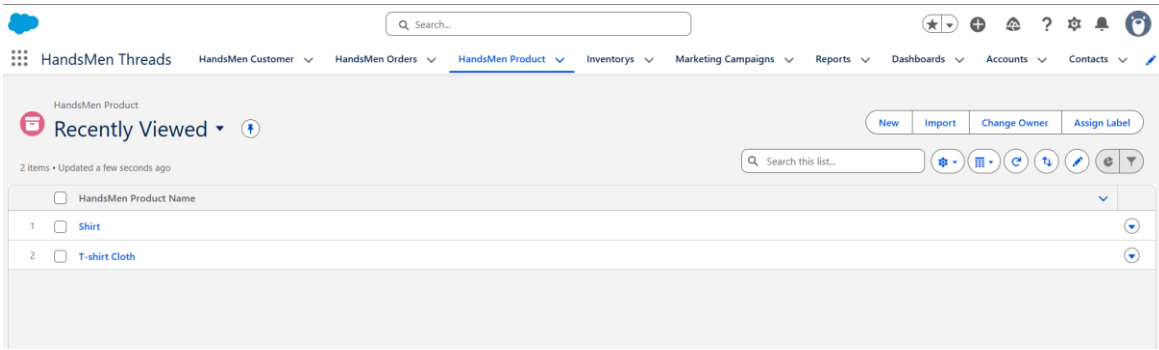 Search...
HandsMen Threads HandsMen Customer HandsMen Orders HandsMen Product Inventorys Marketing Campaigns Reports Dashboards Accounts Contacts
HandsMen Product
Recently Viewed
New Import Change Owner Assign Label
2 items • Updated a few seconds ago
Search this list...
HandsMen Product Name
1 Shirt
2 T-shirt Cloth